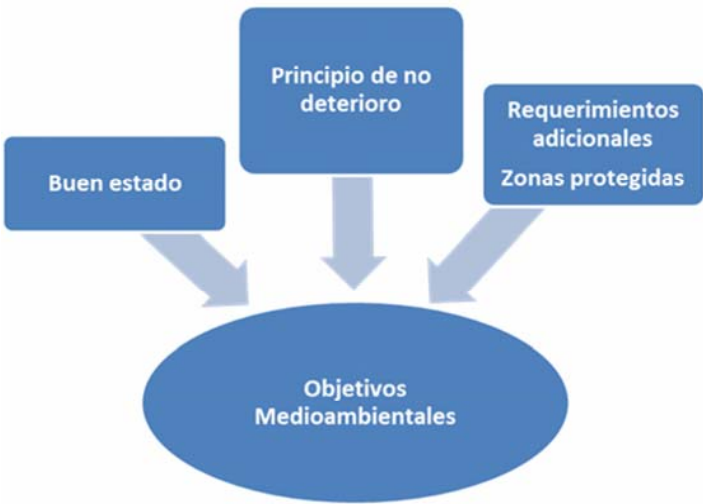 Buen estado
Principio de no
deterioro
Requerimientos
adicionales
Zonas protegidas
Objetivos
Medioambientales